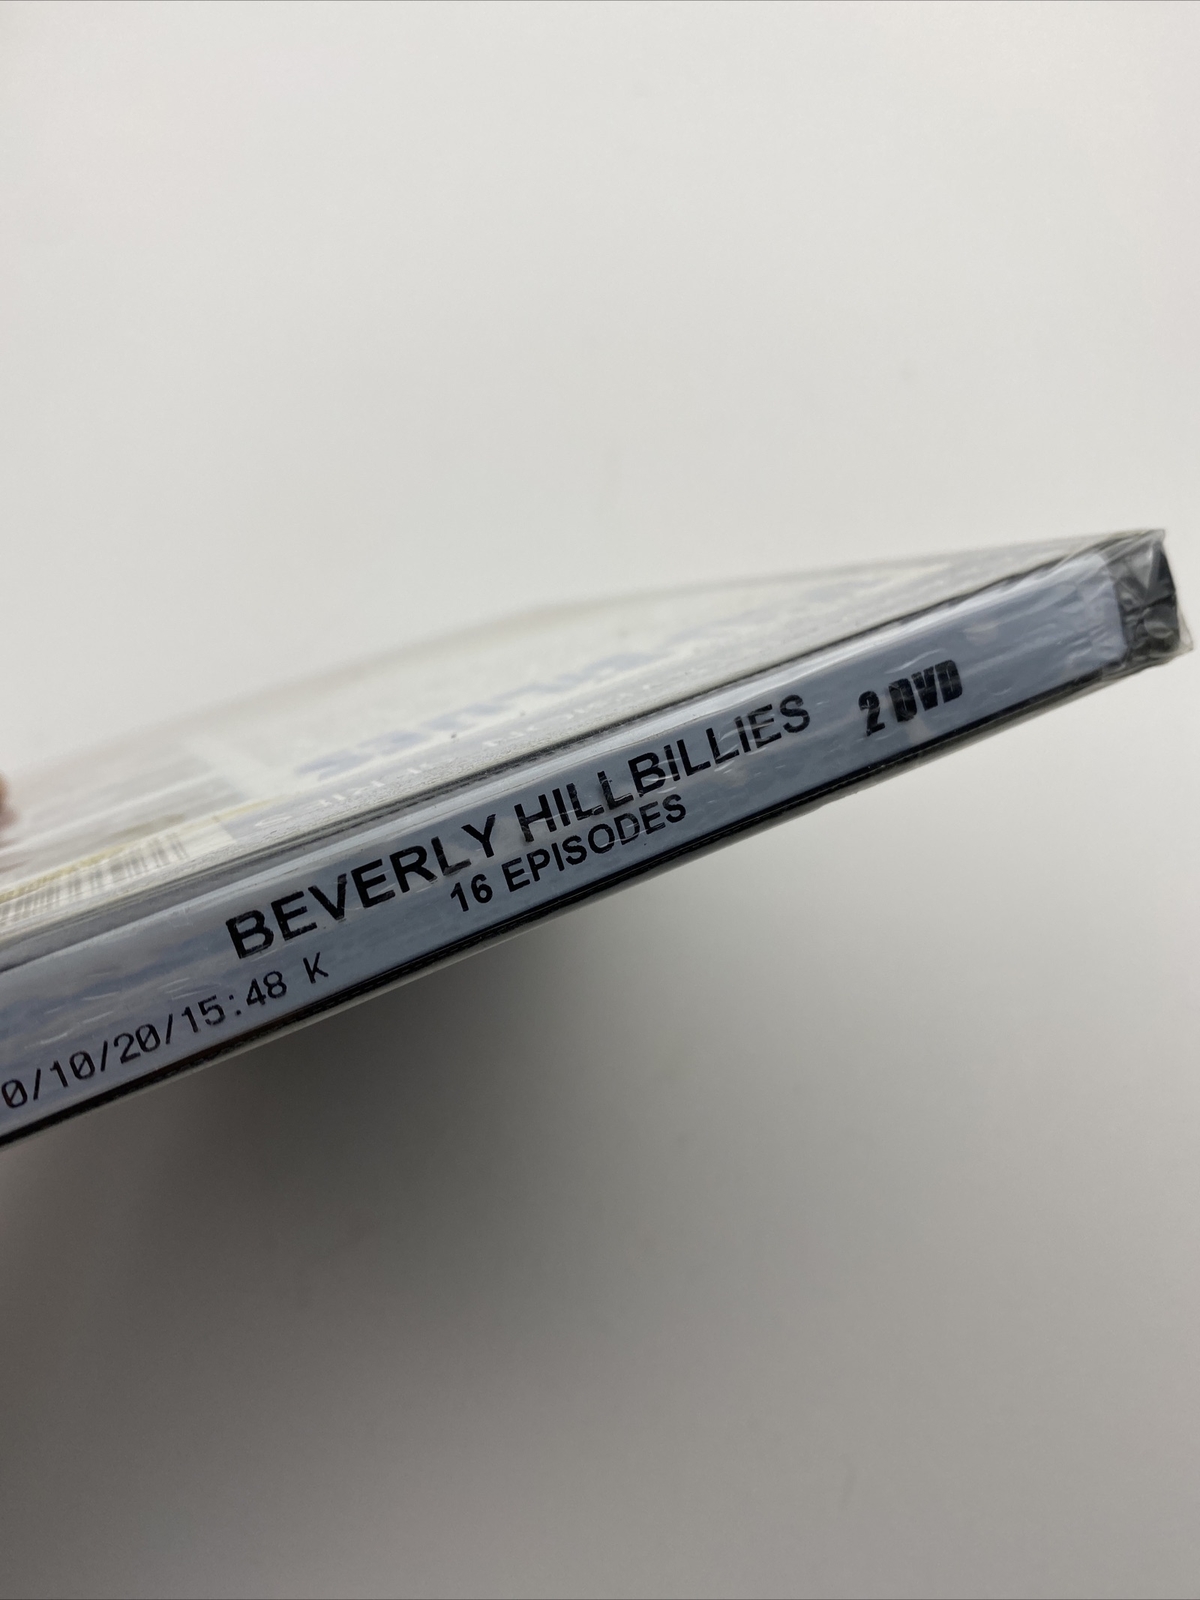 BEVERLY HILLBILLIES 2 DVD
16 EPISODES
0/10/20/15:48 K